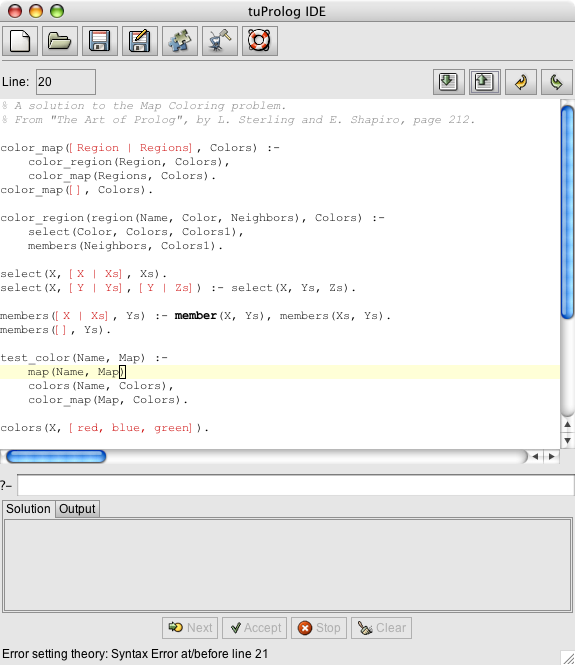 tuProlog IDE
Line: 20
% A solution to the Map Coloring problem.
% From "The Art of Prolog", by L. Sterling and E. Shapiro, page 212.
color_map([Region | Regions], Colors) :-
color_region(Region, Colors),
color_map(Regions, Colors).
color_map([], Colors).
color_region(region(Name, Color, Neighbors), Colors) :-
select(Color, Colors, Colors1),
members(Neighbors, Colors1).
select(X, [X | Xs], Xs).
select(X, [Y | Ys], [Y | Zs]) :- select(X, Ys, Zs).
members([X | Xs], Ys) :- member(X, Ys), members(Xs, Ys).
members([], Ys).
test_color(Name, Map) :-
map(Name, Map)
colors(Name, Colors),
color_map(Map, Colors).
colors(X, [red, blue, green]).
?-
Solution Output
Next Accept Stop Clear
Error setting theory: Syntax Error at/before line 21